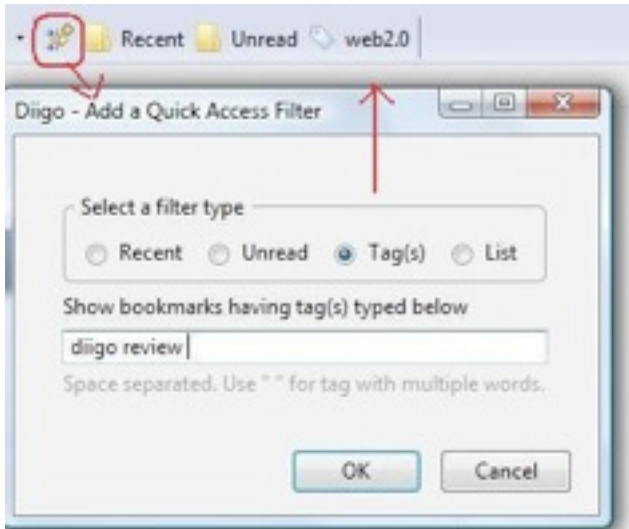 Recent Unread web2.0
Diigo - Add a Quick Access Filter
Select a filter type
Recent Unread Tag(s) List
Show bookmarks having tag(s) typed below
diigo review
Space separated. Use " " for tag with multiple words.
OK Cancel